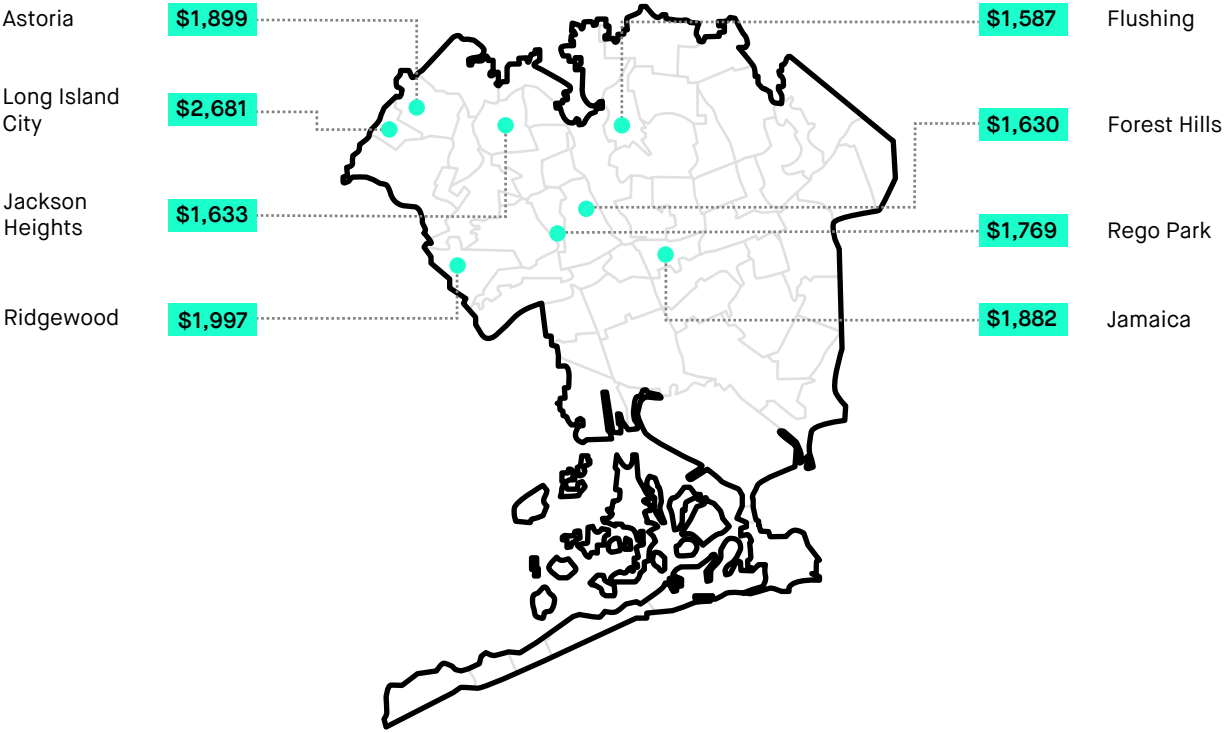 Astoria
$1,899
Long Island
City
$2,681
Jackson
Heights
$1,633
Ridgewood
$1,997
$1,587
Flushing
$1,630
Forest Hills
$1,769
Rego Park
$1,882
Jamaica